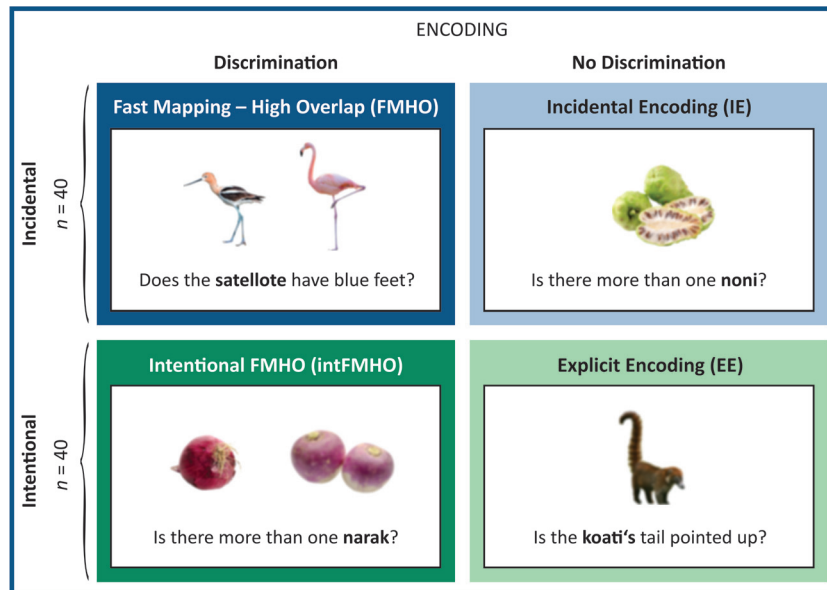 ENCODING
Discrimination
No Discrimination
Incidental
n = 40
Fast Mapping – High Overlap (FMHO)
Does the satellote have blue feet?
Incidental Encoding (IE)
Is there more than one noni?
Intentional
n = 40
Intentional FMHO (intFMHO)
Is there more than one narak?
Explicit Encoding (EE)
Is the koati‘s tail pointed up?